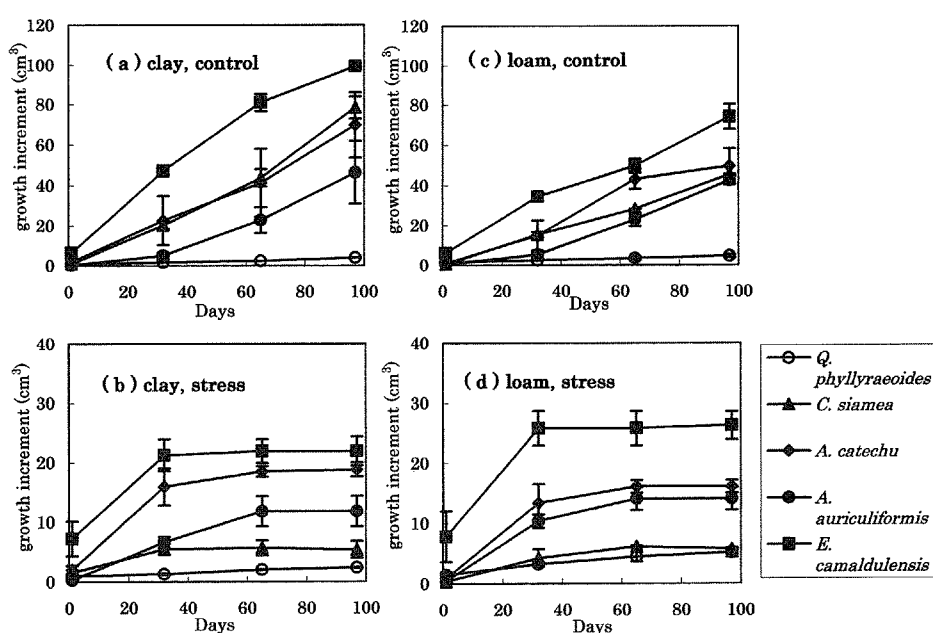 (a) clay, control
growth increment (cm³)
120
100
80
60
40
20
0
0 20 40 60 80 100
Days
(c) loam, control
growth increment (cm³)
120
100
80
60
40
20
0
0 20 40 60 80 100
Days
(b) clay, stress
growth increment (cm³)
40
30
20
10
0
0 20 40 60 80 100
Days
(d) loam, stress
growth increment (cm³)
40
30
20
10
0
0 20 40 60 80 100
Days
Q.
phyllyraeoides
C. siamea
A. catechu
A.
auriculiformis
E.
camaldulensis